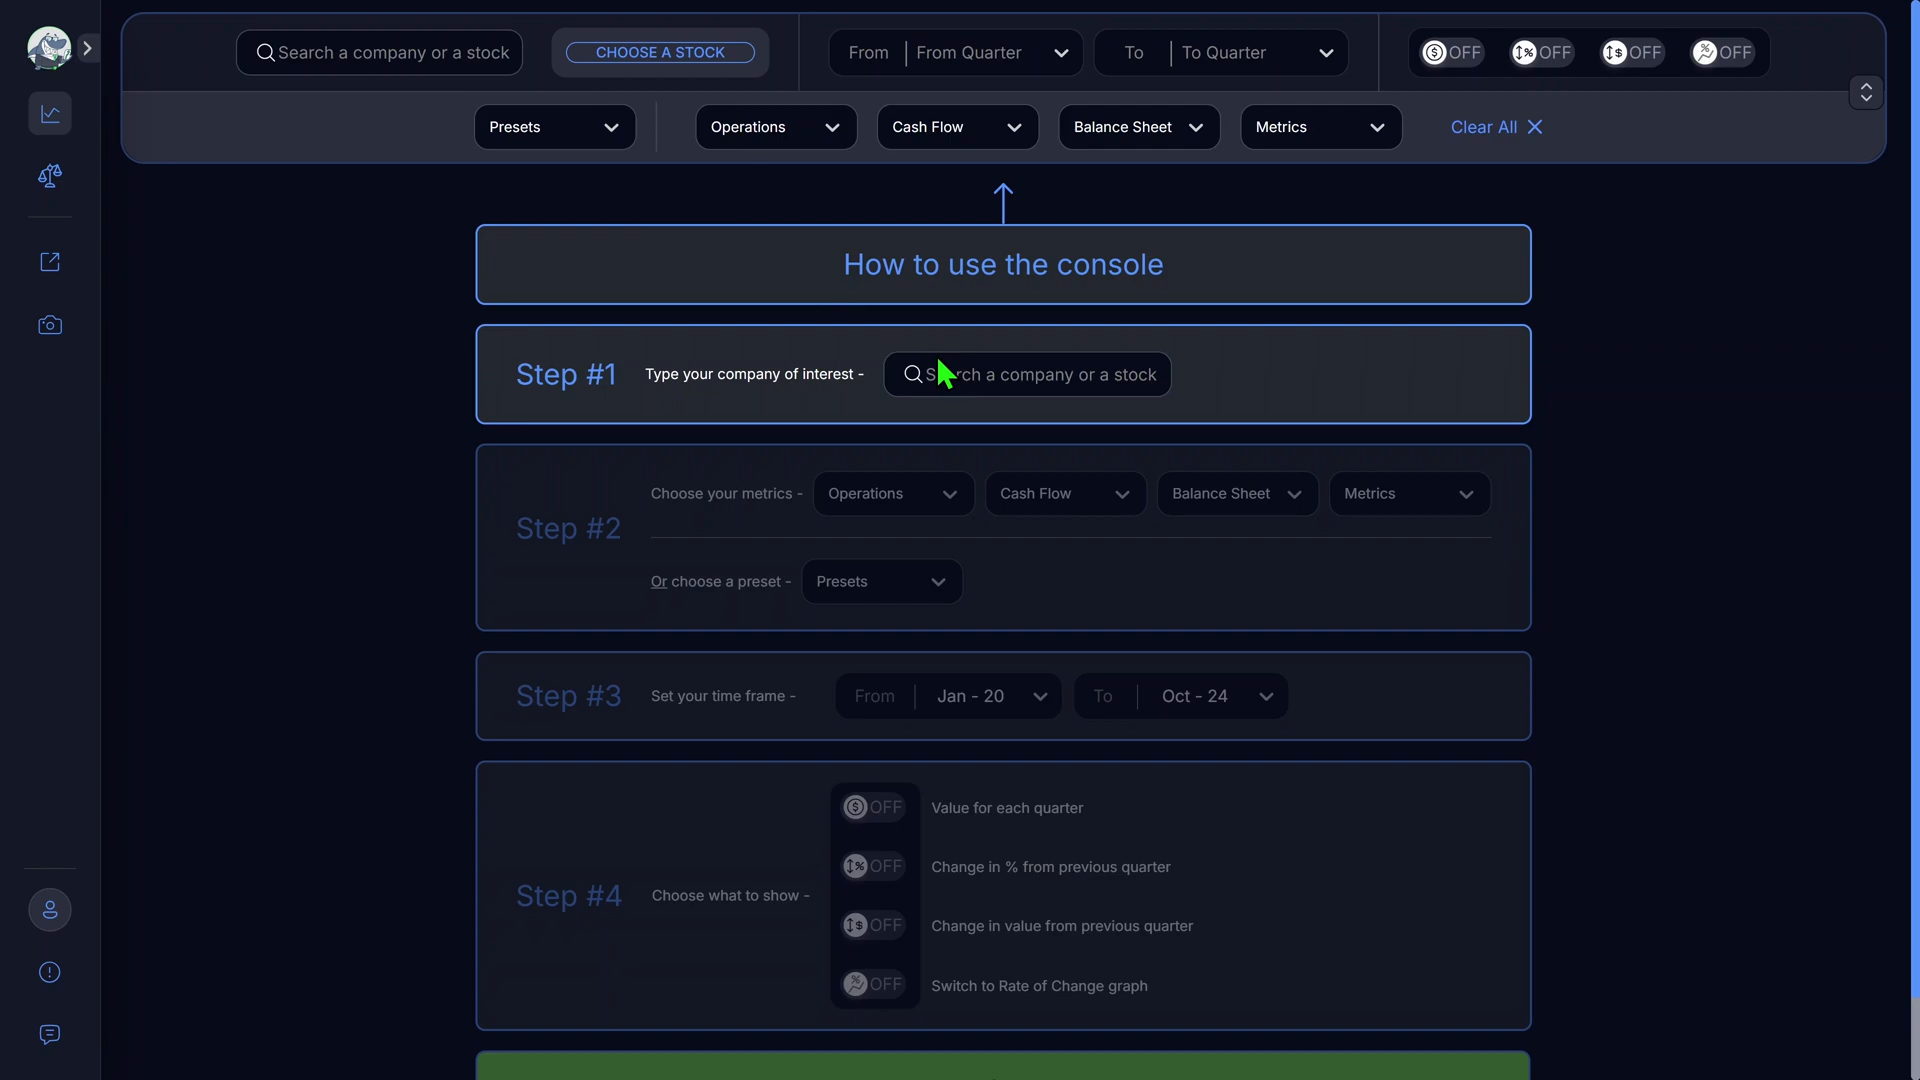 Search a company or a stock
CHOOSE A STOCK
From
From Quarter
To
To Quarter
OFF
OFF
OFF
OFF
Presets
Operations
Cash Flow
Balance Sheet
Metrics
Clear All
How to use the console
Step #1
Type your company of interest -
a company or a stock
Step #2
Choose your metrics -
Operations
Cash Flow
Balance Sheet
Metrics
Or choose a preset -
Presets
Step #3
Set your time frame -
From
Jan - 20
To
Oct - 24
Step #4
Choose what to show -
OFF
Value for each quarter
OFF
Change in % from previous quarter
OFF
Change in value from previous quarter
OFF
Switch to Rate of Change graph